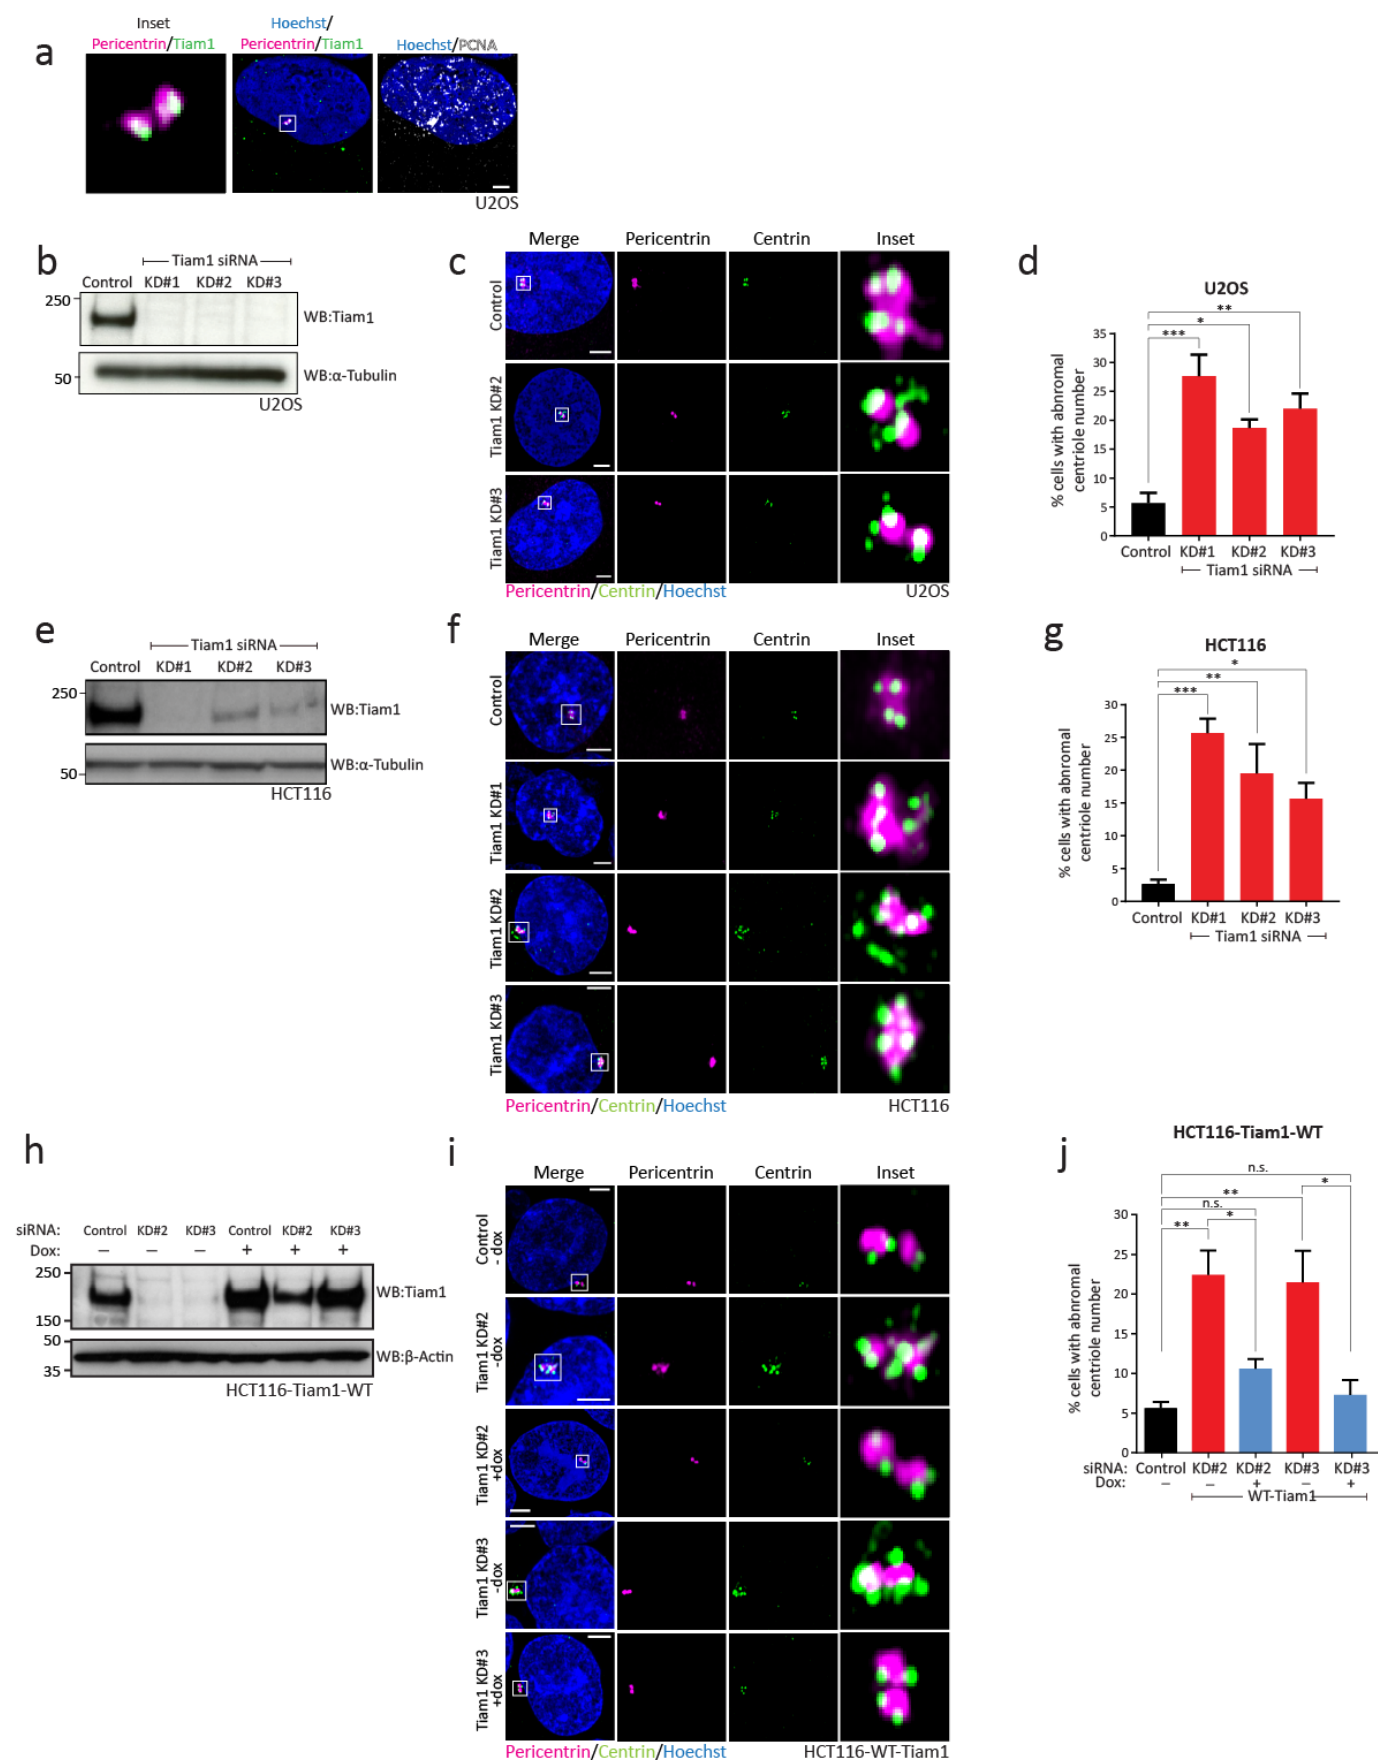 a
Inset
Pericentrin/Tiam1
Hoechst/
Pericentrin/Tiam1
Hoechst/PCNA
U2OS
b
Tiam1 siRNA
Control KD#1 KD#2 KD#3
250
WB:Tiam1
50
WB:α-Tubulin
U2OS
c
Merge Pericentrin Centrin Inset
Control
Tiam1 KD#2
Tiam1 KD#3
Pericentrin/Centrin/Hoechst
U2OS
d
U2OS
**
*
***
% cells with abnromal
centriole number
35
30
25
20
15
10
5
0
Control KD#1 KD#2 KD#3
Tiam1 siRNA
e
Tiam1 siRNA
Control KD#1 KD#2 KD#3
250
WB:Tiam1
50
WB:α-Tubulin
HCT116
f
Merge Pericentrin Centrin Inset
Control
Tiam1 KD#1
Tiam1 KD#2
Tiam1 KD#3
Pericentrin/Centrin/Hoechst
HCT116
g
HCT116
*
**
***
% cells with abnromal
centriole number
30
25
20
15
10
5
0
Control KD#1 KD#2 KD#3
Tiam1 siRNA
h
siRNA: Control KD#2 KD#3 Control KD#2 KD#3
Dox: – – – + + +
250
WB:Tiam1
150
50
WB:β-Actin
35
HCT116-Tiam1-WT
i
Merge Pericentrin Centrin Inset
Control
- dox
Tiam1 KD#2
-dox
Tiam1 KD#2
+dox
Tiam1 KD#3
-dox
Tiam1 KD#3
+dox
Pericentrin/Centrin/Hoechst
HCT116-WT-Tiam1
j
HCT116-Tiam1-WT
n.s.
*
**
n.s.
*
**
% cells with abnromal
centriole number
30
25
20
15
10
5
0
siRNA: Control KD#2 KD#2 KD#3 KD#3
Dox: – – + – +
WT-Tiam1